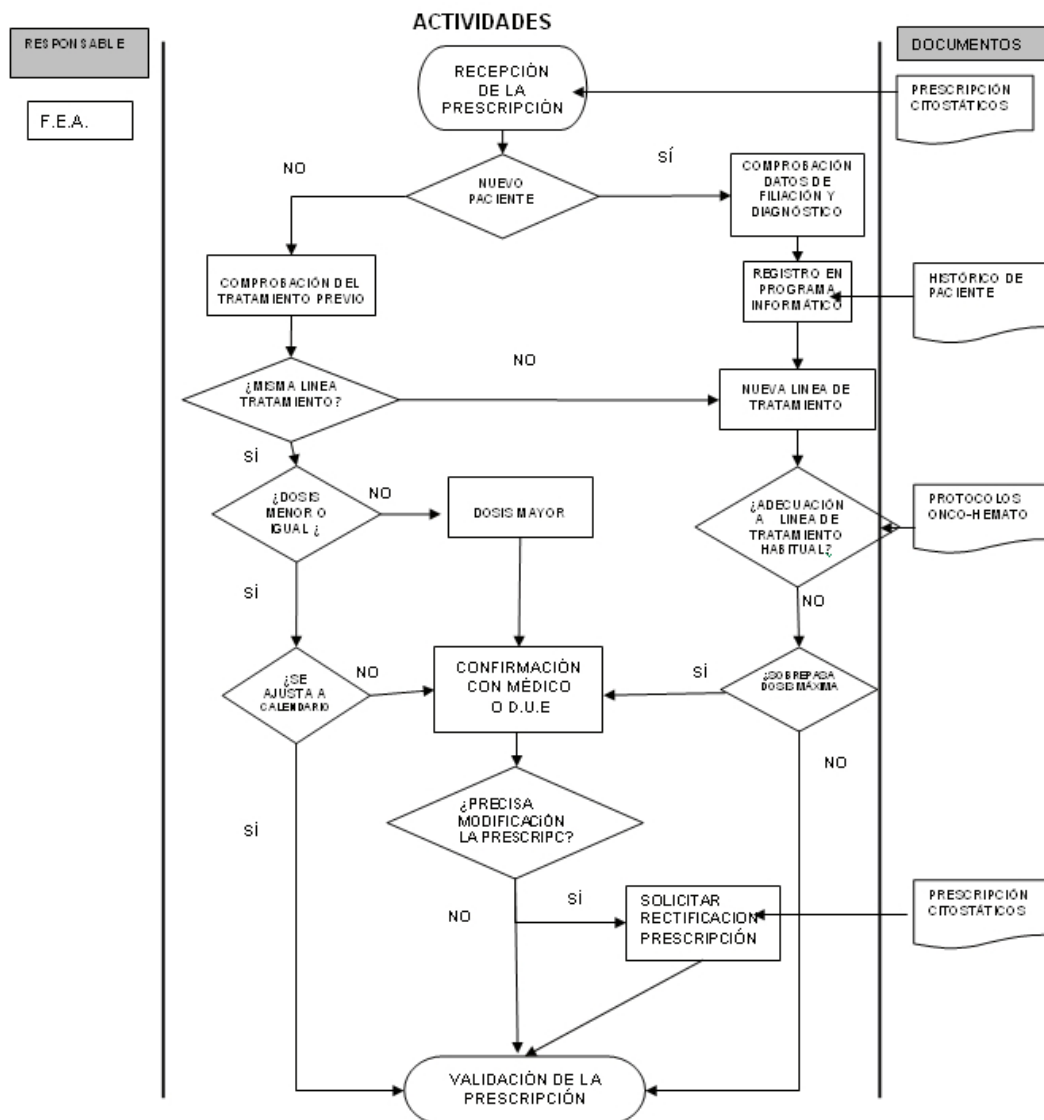 ACTIVIDADES
RESPONSABLE
DOCUMENTOS
F.E.A.
RECEPCIÓN
DE LA
PRESCRIPCIÓN
PRESCRIPCIÓN
CITOSTÁTICOS
NO
SÍ
NUEVO
PACIENTE
COMPROBACIÓN
DATOS DE
FILIACIÓN Y
DIAGNÓSTICO
COMPROBACIÓN DEL
TRATAMIENTO PREVIO
REGISTRO EN
PROGRAMA
INFORMÁTICO
HISTÓRICO DE
PACIENTE
¿MISMA LINEA
TRATAMIENTO?
NO
NUEVA LINEA DE
TRATAMIENTO
SÍ
¿DOSIS
MENOR O
IGUAL ¿
NO
DOSIS MAYOR
¿ADECUACIÓN
A LINEA DE
TRATAMIENTO
HABITUAL?
PROTOCOLOS
ONCO-HEMATO
SÍ
NO
¿SE
AJUSTA A
CALENDARIO
NO
CONFIRMACIÓN
CON MÉDICO
O D.U.E
SÍ
¿SOBREPASA
DOSIS MÁXIMA
NO
SÍ
¿PRECISA
MODIFICACIÓN
LA PRESCRIPC?
NO
SÍ
SOLICITAR
RECTIFICACION
PRESCRIPCIÓN
PRESCRIPCIÓN
CITOSTÁTICOS
VALIDACIÓN DE LA
PRESCRIPCIÓN